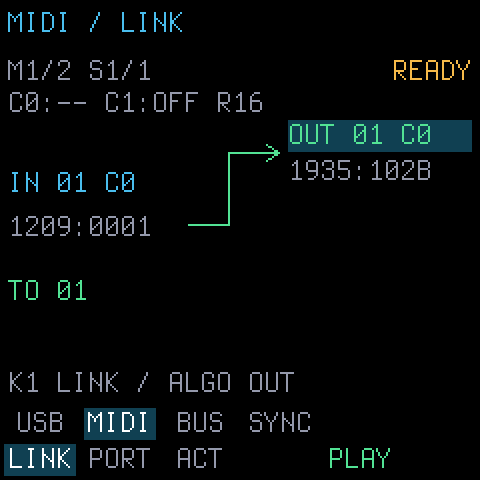 MIDI / LINK
M1/2 S1/1 READY
C0:-- C1:OFF R16
OUT 01 C0
1935:102B
IN 01 C0
1209:0001
TO 01
K1 LINK / ALGO OUT
USB MIDI BUS SYNC
LINK PORT ACT PLAY